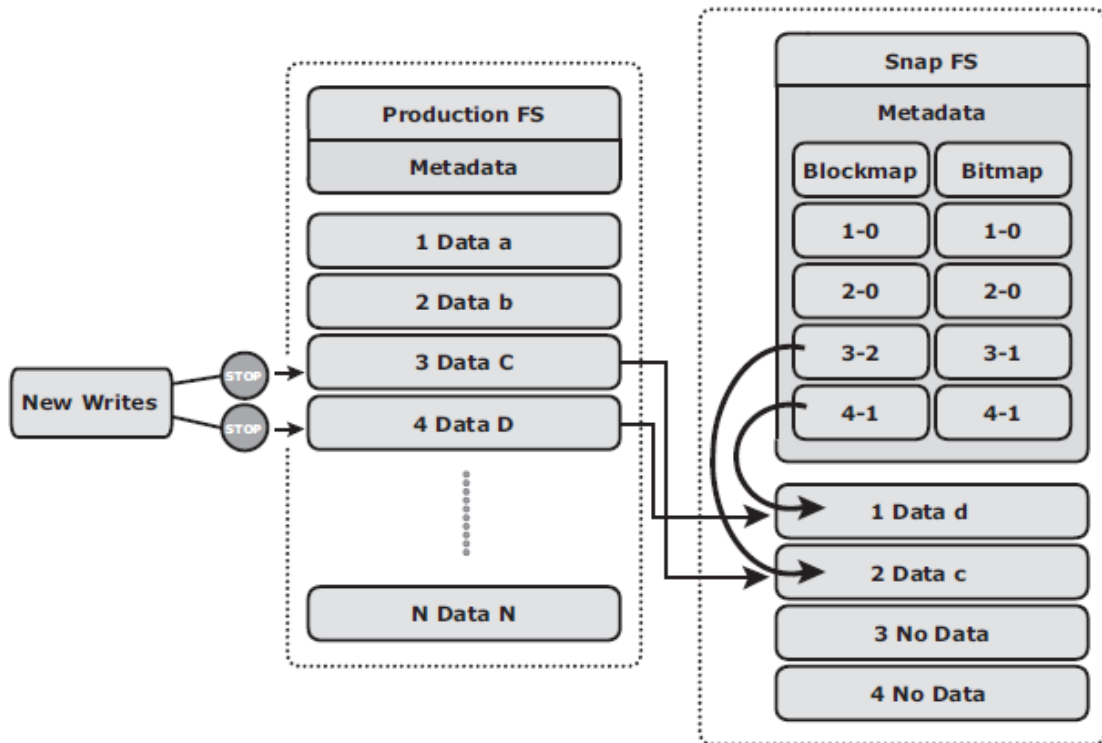 New Writes
STOP
STOP
Production FS
Metadata
1 Data a
2 Data b
3 Data C
4 Data D
N Data N
Snap FS
Metadata
Blockmap Bitmap
1-0 1-0
2-0 2-0
3-2 3-1
4-1 4-1
1 Data d
2 Data c
3 No Data
4 No Data